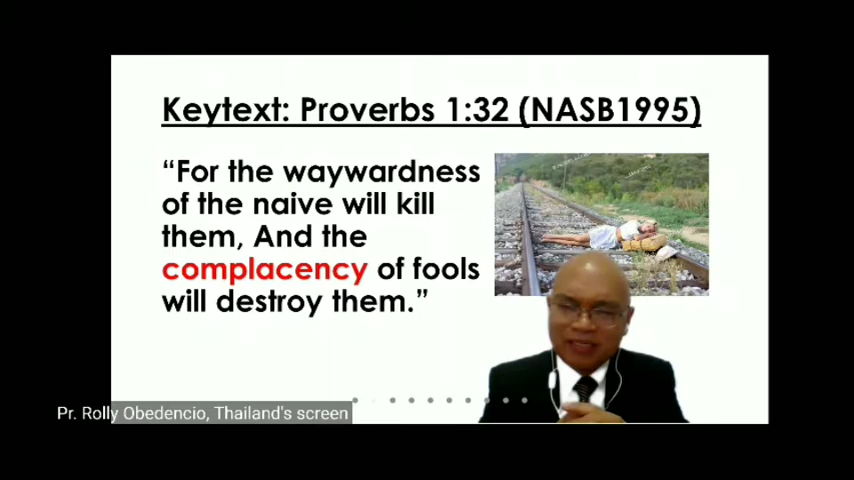 Keytext: Proverbs 1:32 (NASB1995)
“For the waywardness
of the naive will kill
them, And the
complacency of fools
will destroy them.”
Pr. Rolly Obedencio, Thailand's screen